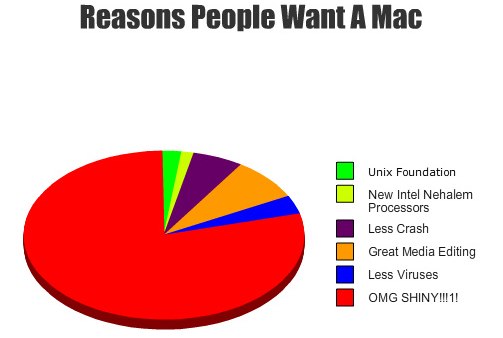 Reasons People Want A Mac
Unix Foundation
New Intel Nehalem
Processors
Less Crash
Great Media Editing
Less Viruses
OMG SHINY!!!1!